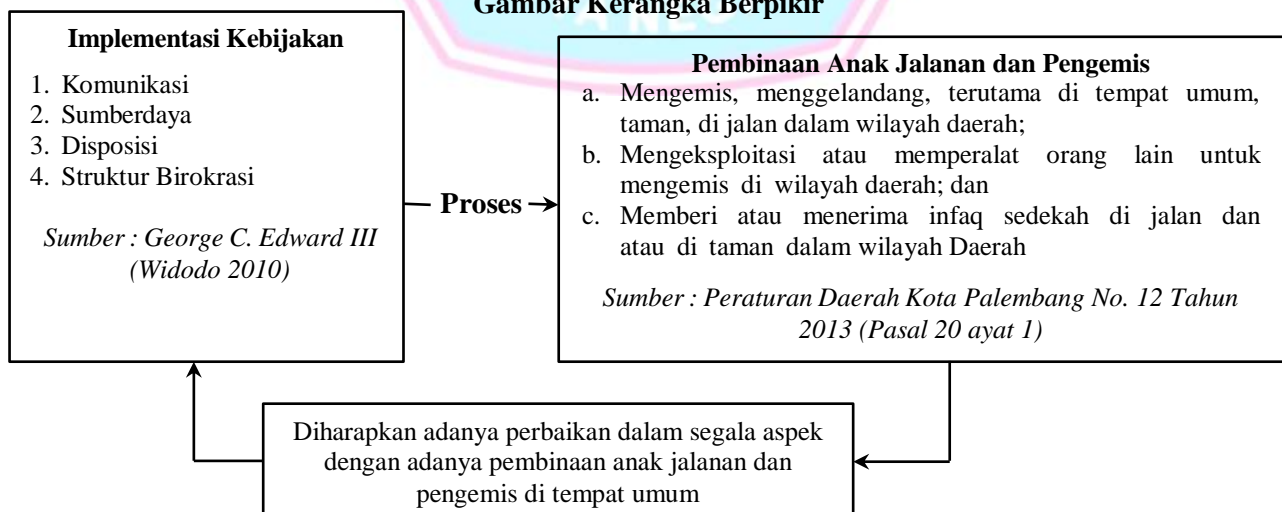 Gambar Kerangka Berpikir
Implementasi Kebijakan
1. Komunikasi
2. Sumberdaya
3. Disposisi
4. Struktur Birokrasi
Sumber : George C. Edward III
(Widodo 2010)
Proses
Pembinaan Anak Jalanan dan Pengemis
a. Mengemis, menggelandang, terutama di tempat umum,
taman, di jalan dalam wilayah daerah;
b. Mengeksploitasi atau memperalat orang lain untuk
mengemis di wilayah daerah; dan
c. Memberi atau menerima infaq sedekah di jalan dan
atau di taman dalam wilayah Daerah
Sumber : Peraturan Daerah Kota Palembang No. 12 Tahun
2013 (Pasal 20 ayat 1)
Diharapkan adanya perbaikan dalam segala aspek
dengan adanya pembinaan anak jalanan dan
pengemis di tempat umum